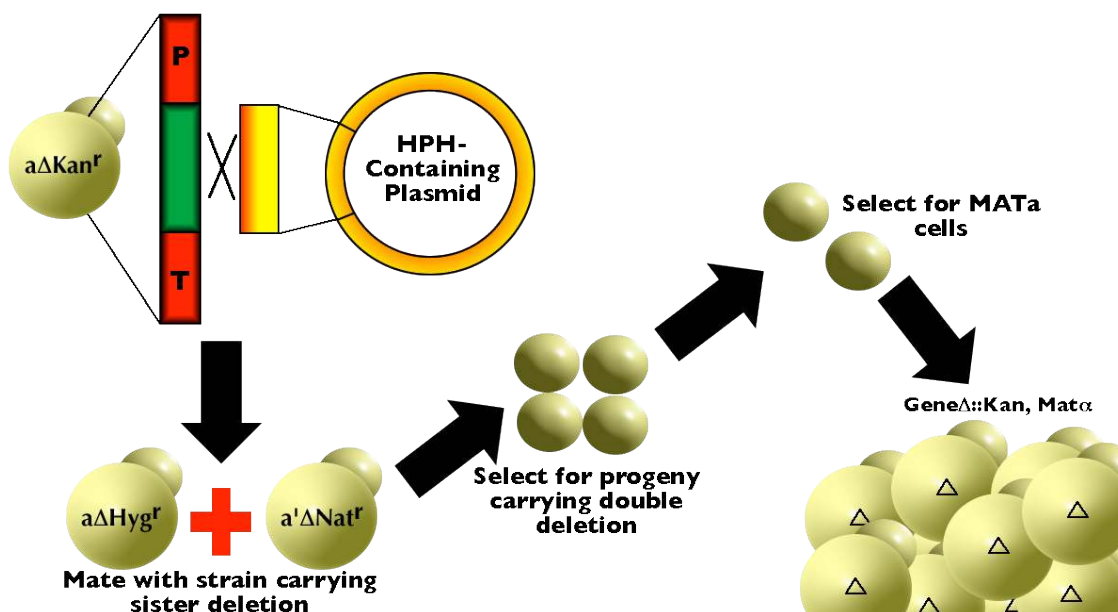 P
T
aΔKanʳ
HPH-
Containing
Plasmid
aΔHygʳ
a'ΔNatʳ
Mate with strain carrying
sister deletion
Select for progeny
carrying double
deletion
Select for MATa
cells
GeneΔ::Kan, Matα
Δ
Δ
Δ
Δ
Δ
Δ
Δ
Δ